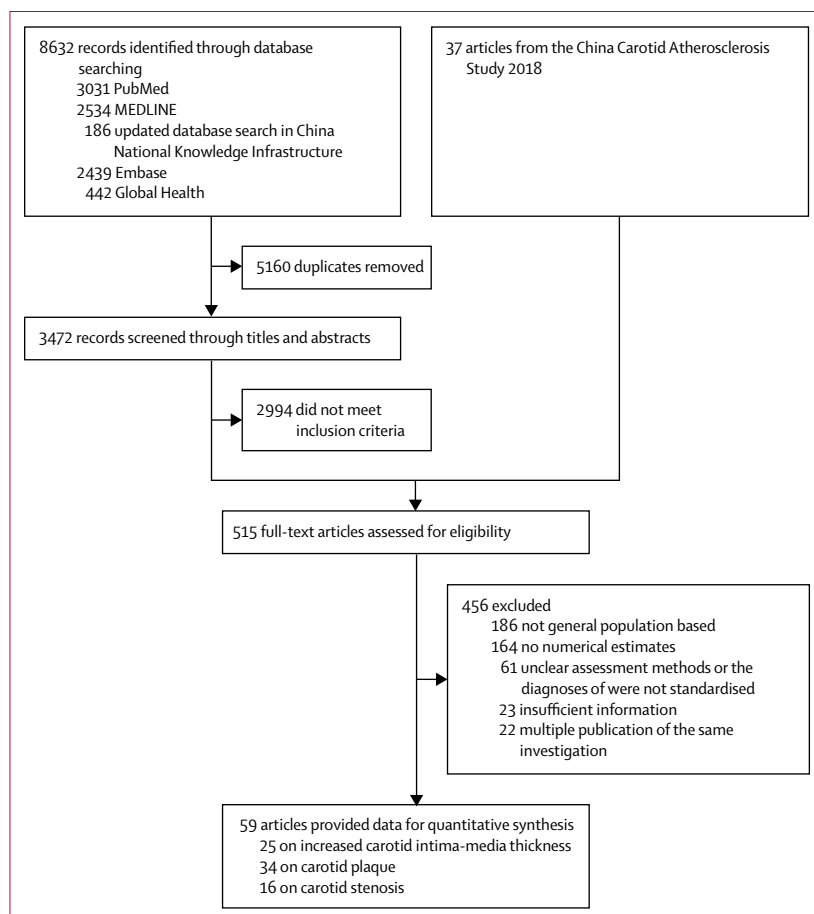 8632 records identified through database
searching
3031 PubMed
2534 MEDLINE
186 updated database search in China
National Knowledge Infrastructure
2439 Embase
442 Global Health
37 articles from the China Carotid Atherosclerosis
Study 2018
5160 duplicates removed
3472 records screened through titles and abstracts
2994 did not meet
inclusion criteria
515 full-text articles assessed for eligibility
456 excluded
186 not general population based
164 no numerical estimates
61 unclear assessment methods or the
diagnoses of were not standardised
23 insufficient information
22 multiple publication of the same
investigation
59 articles provided data for quantitative synthesis
25 on increased carotid intima-media thickness
34 on carotid plaque
16 on carotid stenosis